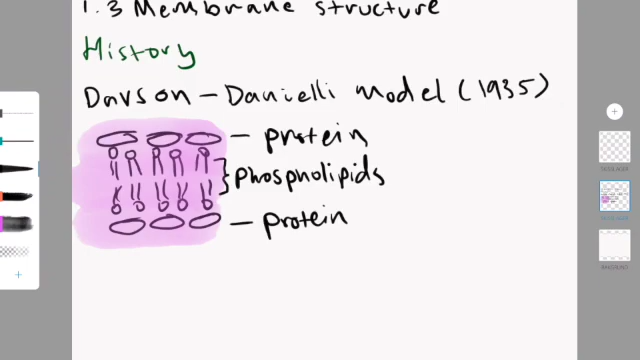 1.3 Membrane structure
History
Davson - Danielli model (1935)
- protein
} phospholipids
- protein